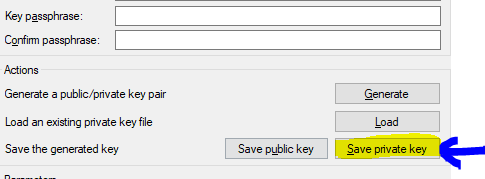 Key passphrase:
Confirm passphrase:
Actions
Generate a public/private key pair Generate
Load an existing private key file Load
Save the generated key Save public key Save private key